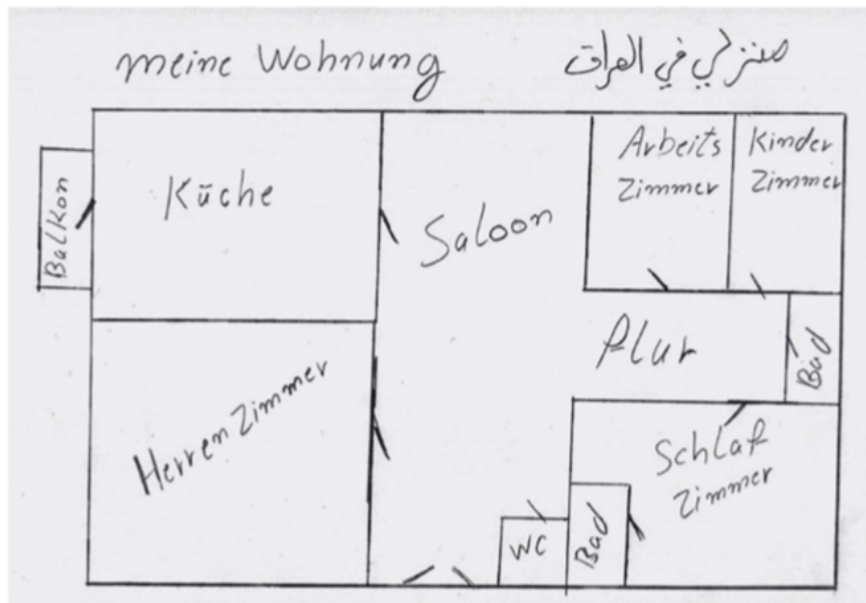 meine Wohnung
منزلي في العراق
Küche
Balkon
Saloon
Arbeits
Zimmer
Kinder
Zimmer
flur
Bad
Herren Zimmer
Schlaf
Zimmer
WC
Bad